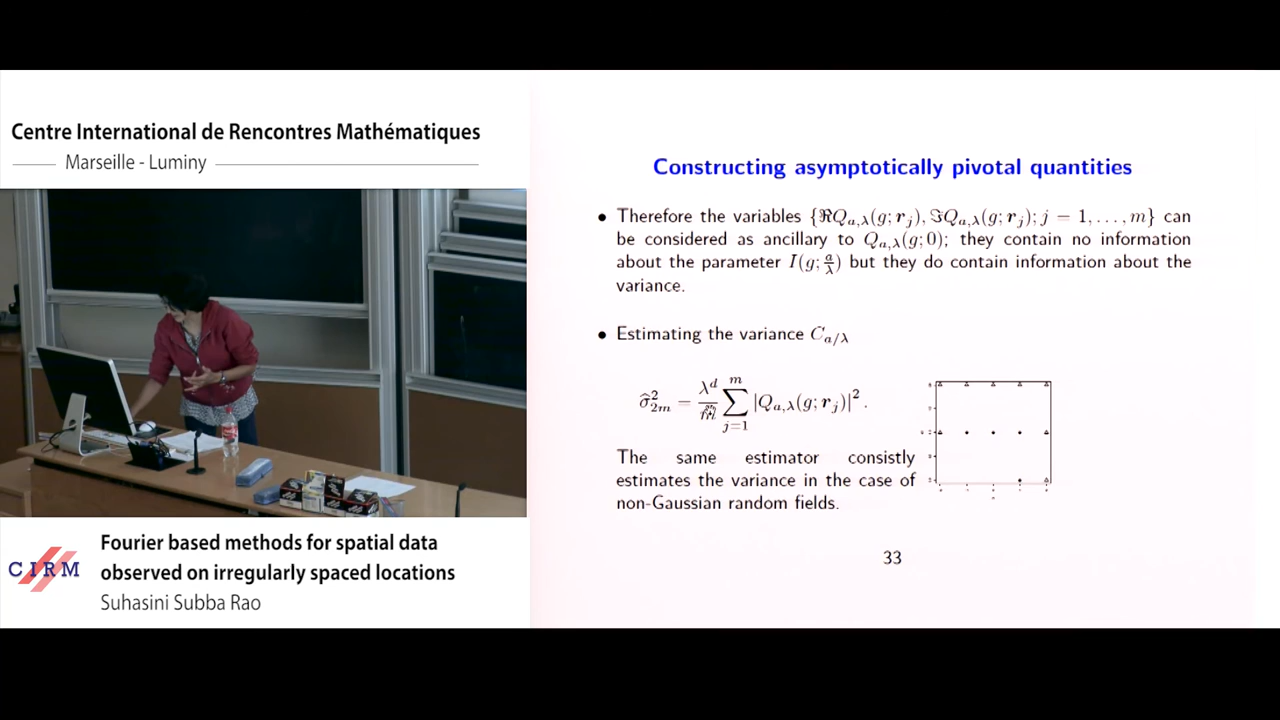 Centre International de Rencontres Mathématiques
Marseille - Luminy
Constructing asymptotically pivotal quantities
• Therefore the variables {ℜQ_{a,λ}(g; r_j), ℑQ_{a,λ}(g; r_j); j = 1, . . . , m} can
be considered as ancillary to Q_{a,λ}(g; 0); they contain no information
about the parameter I(g; a/λ) but they do contain information about the
variance.
• Estimating the variance C_{a/λ}
σ̂²_{2m} = λ^d/m ∑_{j=1}^{m} |Q_{a,λ}(g; r_j)|².
The same estimator consistly
estimates the variance in the case of
non-Gaussian random fields.
33
CIRM
Fourier based methods for spatial data
observed on irregularly spaced locations
Suhasini Subba Rao